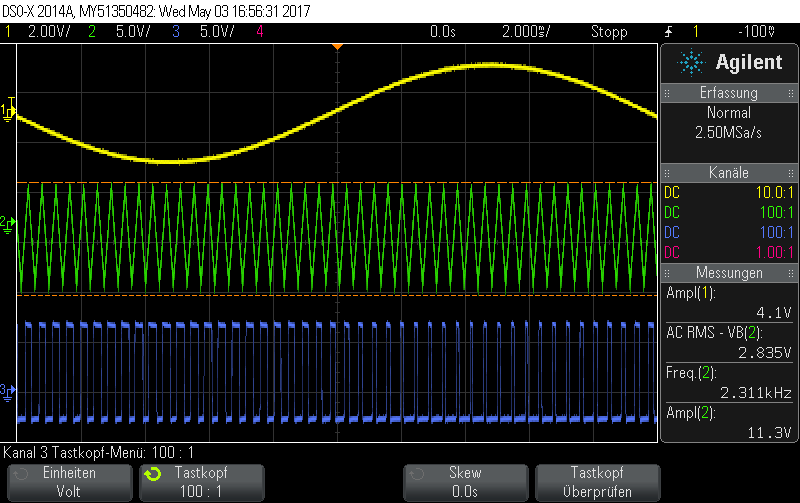 DSO-X 2014A, MY51350482: Wed May 03 16:56:31 2017
1 2.00V/ 2 5.0V/ 3 5.0V/ 4 0.0s 2.000s/ Stopp 1 -100V
Agilent
Erfassung
Normal
2.50MSa/s
Kanäle
DC 10.0:1
DC 100:1
DC 100:1
DC 1.00:1
Messungen
Ampl(1):
4.1V
AC RMS - VB(2):
2.835V
Freq.(2):
2.311kHz
Ampl(2):
11.3V
1
2
3
Kanal 3 Tastkopf-Menü: 100 : 1
Einheiten
Volt
Tastkopf
100 : 1
Skew
0.0s
Tastkopf
Überprüfen